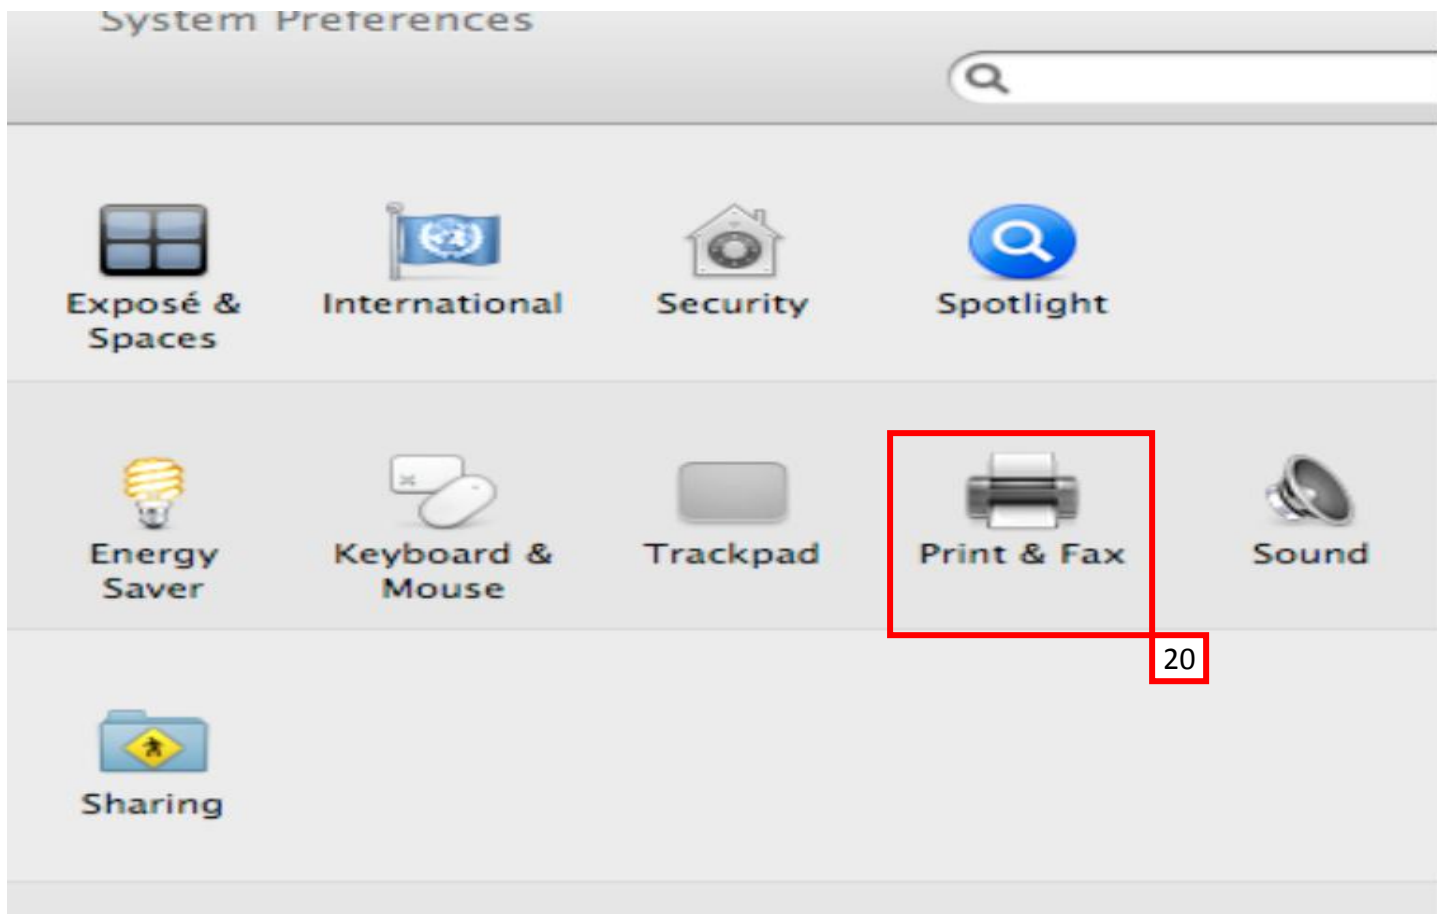 System Preferences
Exposé &
Spaces
International
Security
Spotlight
Energy
Saver
Keyboard &
Mouse
Trackpad
Print & Fax
Sound
20
Sharing